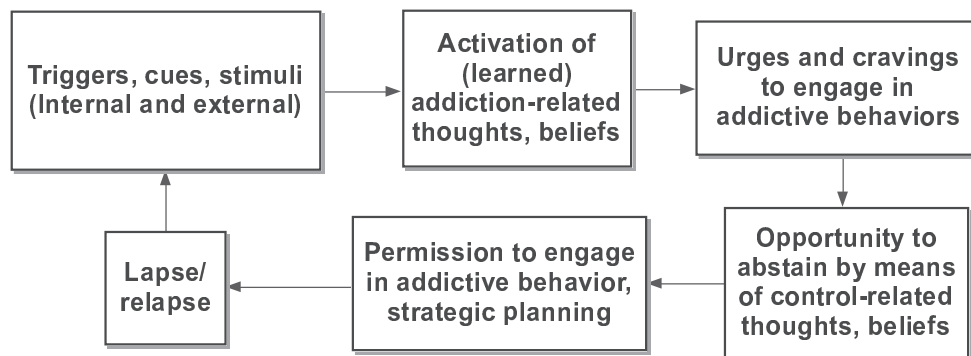 Triggers, cues, stimuli
(Internal and external)
Activation of
(learned)
addiction-related
thoughts, beliefs
Urges and cravings
to engage in
addictive behaviors
Opportunity to
abstain by means
of control-related
thoughts, beliefs
Permission to engage
in addictive behavior,
strategic planning
Lapse/
relapse